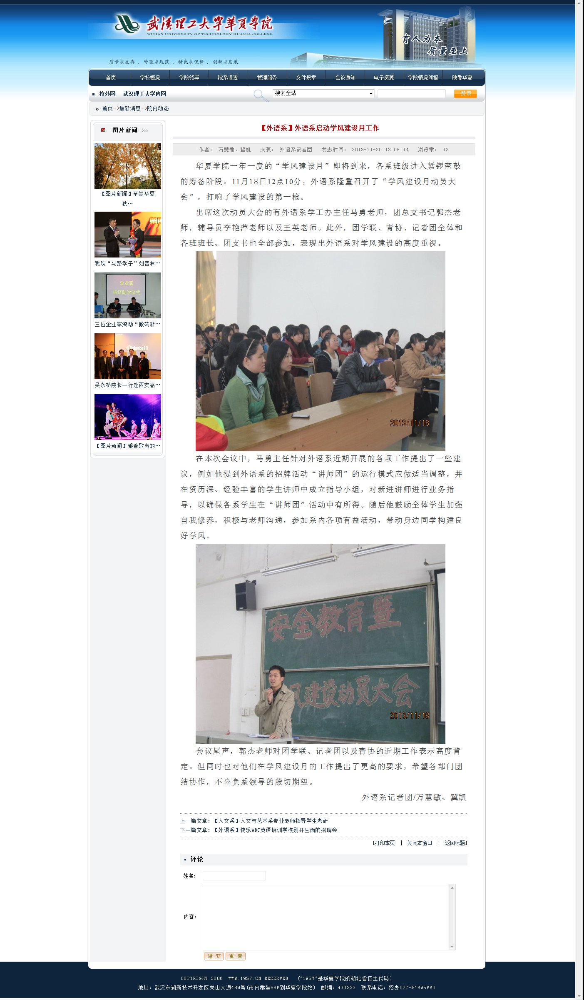 武漢理工大學華夏学院
WUHAN UNIVERSITY OF TECHNOLOGY HUAXIA COLLEGE
育人为本
质量至上
质量求生存 . 管理求规范 . 特色求优势 . 创新求发展
首页 学校概况 学院领导 院系设置 管理服务 文件规章 会议通知 电子资源 学院情况简报 映像华夏
校外网 武汉理工大学内网 搜索全站 搜索
首页->最新消息->院内动态
图片新闻
【图片新闻】至美华夏
秋…
我院“马路孝子”刘普林…
企业家
捐资助学仪式
三位企业家资助“搬砖新…
吴永桥院长一行赴西安高…
【图片新闻】乘着歌声的…
【外语系】外语系启动学风建设月工作
作者： 万慧敏、冀凯 来源： 外语系记者团 发表时间： 2013-11-20 13:05:14 浏览量： 12
华夏学院一年一度的“学风建设月”即将到来，各系班级进入紧锣密鼓
的筹备阶段。11月18日12点10分，外语系隆重召开了“学风建设月动员大
会”，打响了学风建设的第一枪。
出席这次动员大会的有外语系学工办主任马勇老师，团总支书记郭杰老
师，辅导员李艳萍老师以及王英老师。此外，团学联、青协、记者团全体和
各班班长、团支书也全部参加，表现出外语系对学风建设的高度重视。
2013/11/18
在本次会议中，马勇主任针对外语系近期开展的各项工作提出了一些建
议，例如他提到外语系的招牌活动“讲师团”的运行模式应做适当调整，并
在资历深、经验丰富的学生讲师中成立指导小组，对新进讲师进行业务指
导，以确保各系学生在“讲师团”活动中有所得。随后他鼓励全体学生加强
自我修养，积极与老师沟通，参加系内各项有益活动，带动身边同学构建良
好学风。
安全教育暨
风建设动员大会
2013/11/18
会议尾声，郭杰老师对团学联、记者团以及青协的近期工作表示高度肯
定。但同时也对他们在学风建设月的工作提出了更高的要求，希望各部门团
结协作，不辜负系领导的殷切期望。
外语系记者团/万慧敏、冀凯
上一篇文章：【人文系】人文与艺术系专业老师指导学生考研
下一篇文章：【外语系】快乐ABC英语培训学校别开生面的招聘会
[打印本页 | 关闭本窗口 | 返回标题]
评论
姓名：
内容：
提 交 重 置
COPYRIGHT 2006 WWW.1957.CN RESERVED （"1957"是华夏学院的湖北省招生代码）
地址：武汉东湖新技术开发区关山大道489号(市内乘坐586到华夏学院站) 邮编：430223 联系电话：招办027-81695660